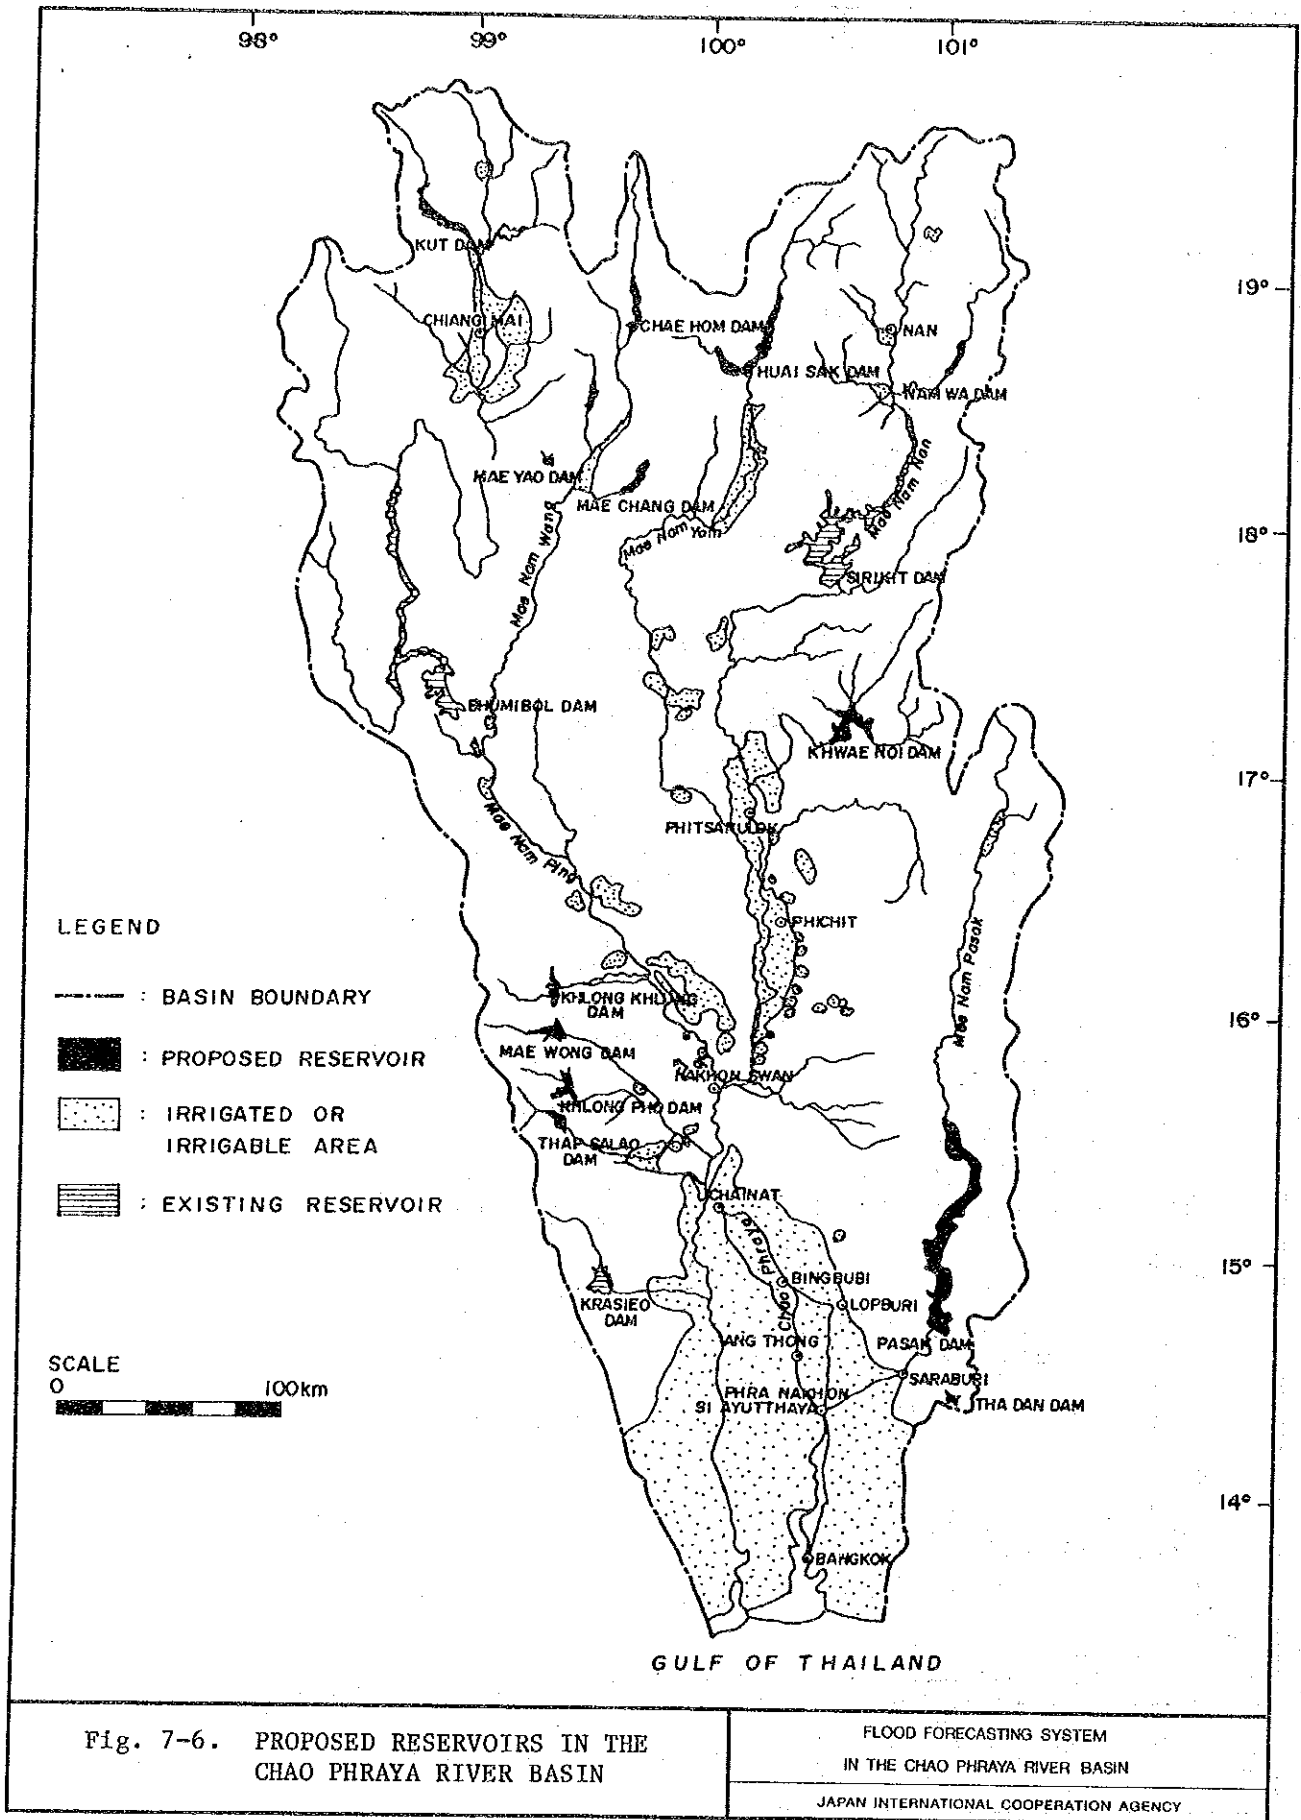 98°
99°
100°
101°
KUT DAM
19°
CHIANG MAI
CHAE HOM DAM
NAN
HUAI SAK DAM
NAM WA DAM
MAE YAO DAM
MAE CHANG DAM
Mae Nam Nan
Mae Nam Wang
Mae Nam Yom
18°
SIRIKIT DAM
BHUMIBOL DAM
KHWAE NOI DAM
17°
Mae Nam Ping
PHITSANULOK
LEGEND
PHICHIT
Mae Nam Pasak
: BASIN BOUNDARY
KHLONG KHLUNG
DAM
16°
: PROPOSED RESERVOIR
MAE WONG DAM
NAKHON SWAN
: IRRIGATED OR
IRRIGABLE AREA
KHLONG PHO DAM
THAP SALAO
DAM
: EXISTING RESERVOIR
CHAINAT
Chao Phraya
15°
BINGBUBI
KRASIEO
DAM
LOPBURI
ANG THONG
PASAK DAM
SCALE
0 100km
SARABURI
PHRA NAKHON
SI AYUTTHAYA
THA DAN DAM
14°
BANGKOK
GULF OF THAILAND
Fig. 7-6. PROPOSED RESERVOIRS IN THE
CHAO PHRAYA RIVER BASIN
FLOOD FORECASTING SYSTEM
IN THE CHAO PHRAYA RIVER BASIN
JAPAN INTERNATIONAL COOPERATION AGENCY